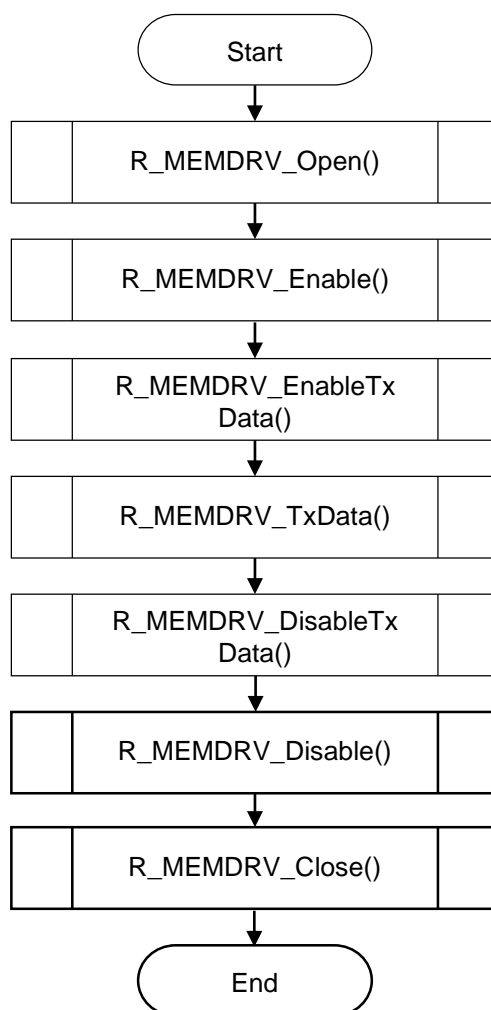 Start
R_MEMDRV_Open()
R_MEMDRV_Enable()
R_MEMDRV_EnableTx
Data()
R_MEMDRV_TxData()
R_MEMDRV_DisableTx
Data()
R_MEMDRV_Disable()
R_MEMDRV_Close()
End